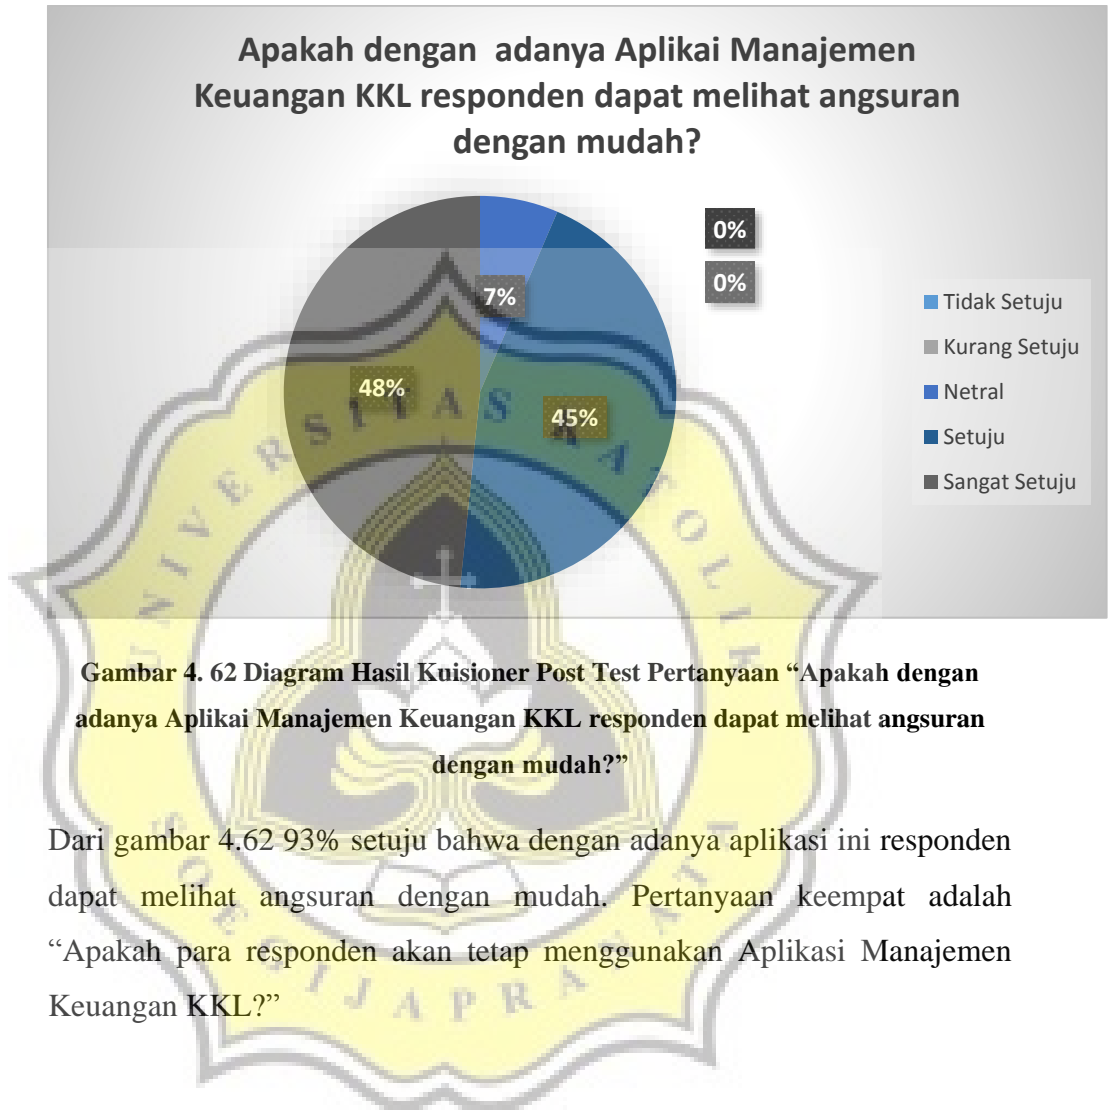 Apakah dengan adanya Aplikai Manajemen
Keuangan KKL responden dapat melihat angsuran
dengan mudah?
0%
0%
7%
48%
45%
Tidak Setuju
Kurang Setuju
Netral
Setuju
Sangat Setuju
UNIVERSITAS KATOLIK
Gambar 4. 62 Diagram Hasil Kuisioner Post Test Pertanyaan “Apakah dengan
adanya Aplikai Manajemen Keuangan KKL responden dapat melihat angsuran
dengan mudah?”
Dari gambar 4.62 93% setuju bahwa dengan adanya aplikasi ini responden
dapat melihat angsuran dengan mudah. Pertanyaan keempat adalah
“Apakah para responden akan tetap menggunakan Aplikasi Manajemen
Keuangan KKL?”
SOEGIJAPRANATA